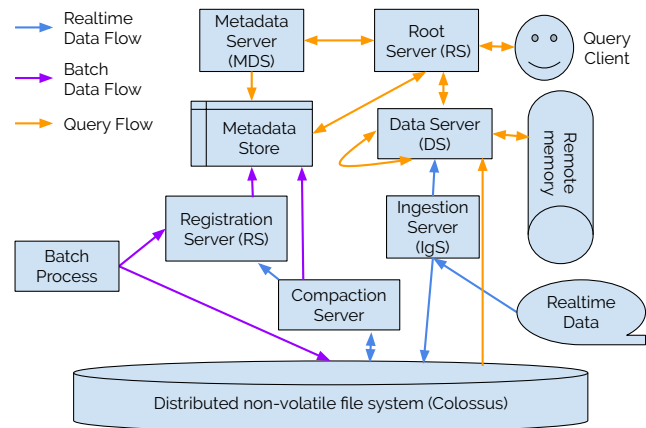 Realtime
Data Flow
Batch
Data Flow
Query Flow
Metadata
Server
(MDS)
Root
Server (RS)
Query
Client
Metadata
Store
Data Server
(DS)
Remote
memory
Registration
Server (RS)
Ingestion
Server
(IgS)
Batch
Process
Compaction
Server
Realtime
Data
Distributed non-volatile file system (Colossus)